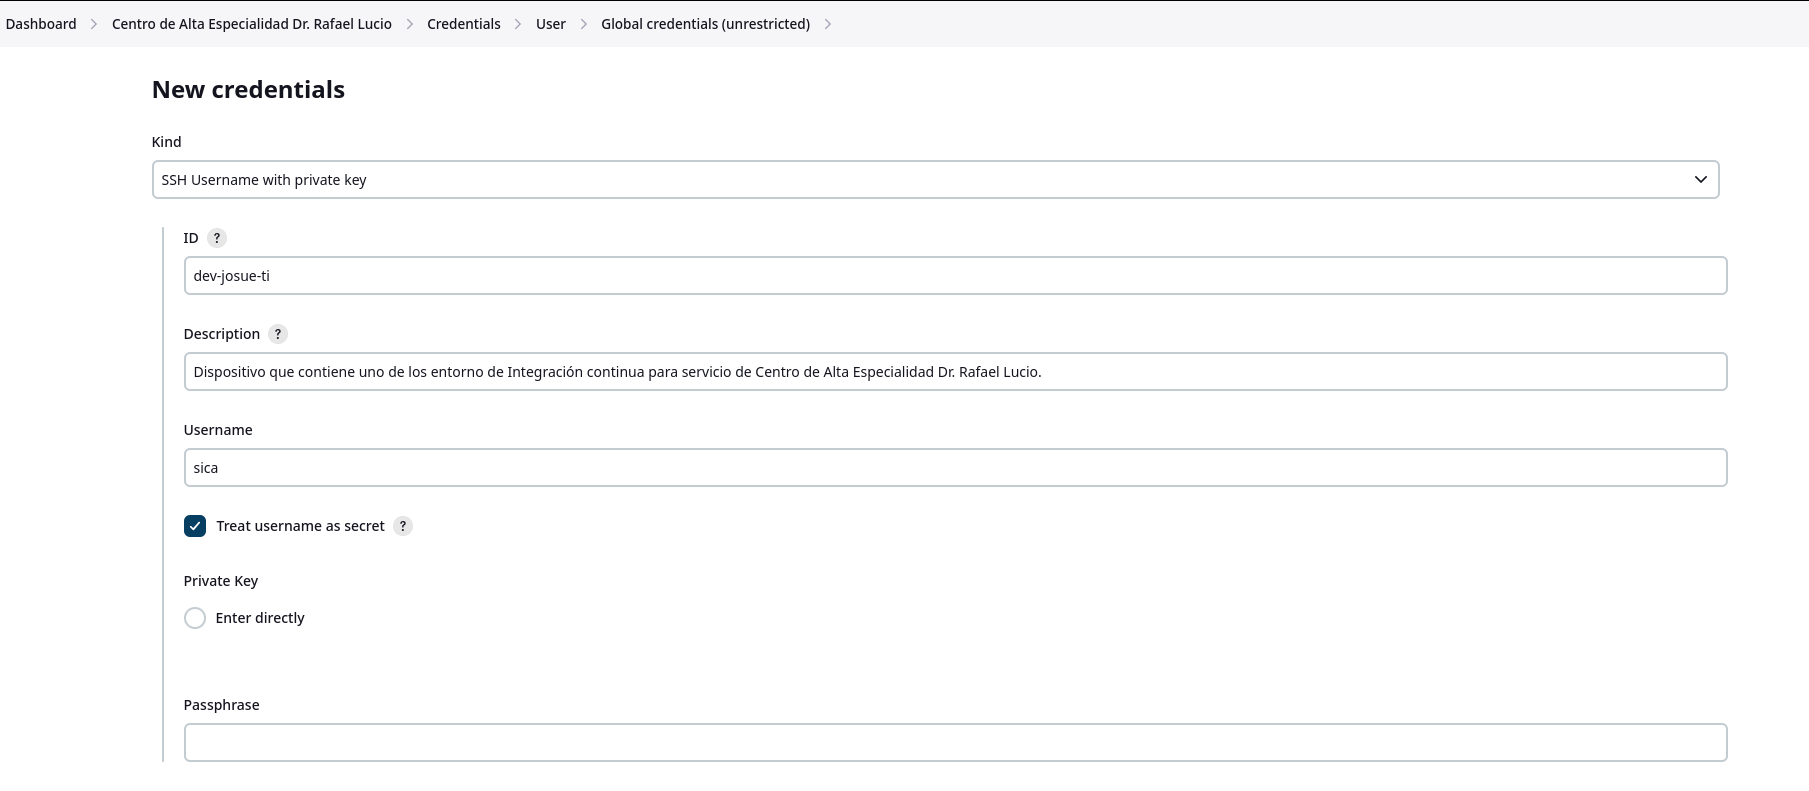 Dashboard > Centro de Alta Especialidad Dr. Rafael Lucio > Credentials > User > Global credentials (unrestricted) >
New credentials
Kind
SSH Username with private key
ID ?
dev-josue-ti
Description ?
Dispositivo que contiene uno de los entorno de Integración continua para servicio de Centro de Alta Especialidad Dr. Rafael Lucio.
Username
sica
Treat username as secret ?
Private Key
Enter directly
Passphrase